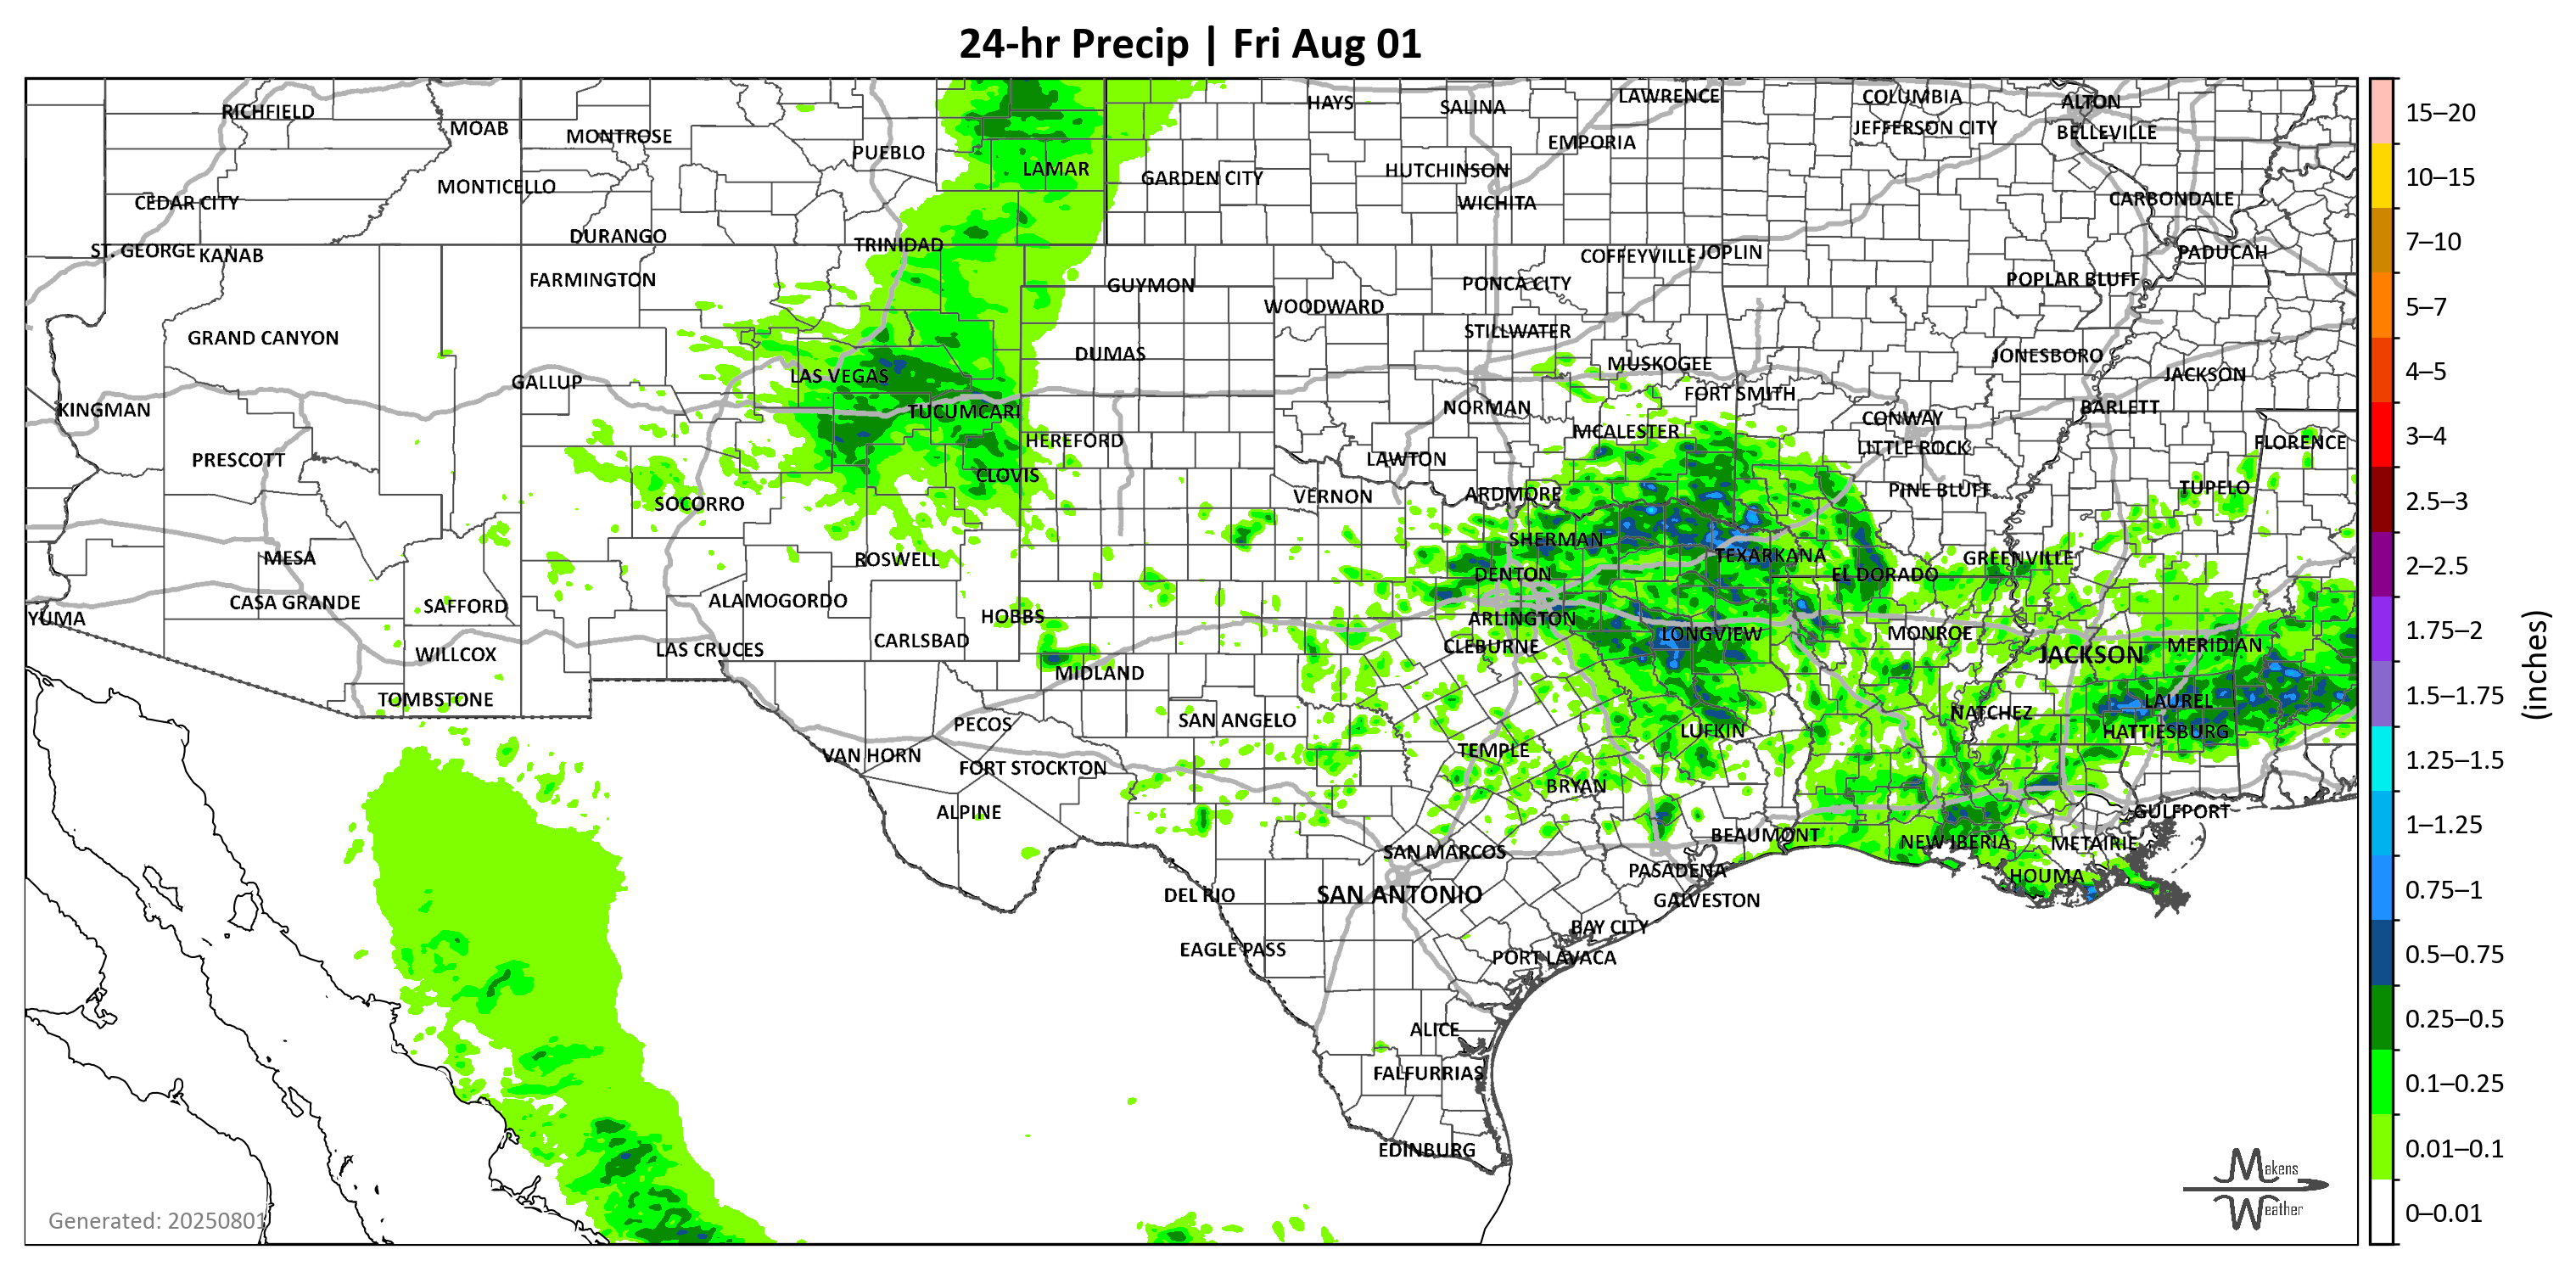 24-hr Precip | Fri Aug 01
RICHFIELD
MOAB
MONTROSE
PUEBLO
LAMAR
HAYS
SALINA
LAWRENCE
COLUMBIA
ALTON
JEFFERSON CITY
BELLEVILLE
EMPORIA
HUTCHINSON
GARDEN CITY
WICHITA
MONTICELLO
CEDAR CITY
CARBONDALE
DURANGO
TRINIDAD
ST. GEORGE
KANAB
COFFEYVILLE
JOPLIN
PADUCAH
FARMINGTON
GUYMON
PONCA CITY
POPLAR BLUFF
WOODWARD
GRAND CANYON
STILLWATER
DUMAS
MUSKOGEE
JONESBORO
LAS VEGAS
GALLUP
JACKSON
FORT SMITH
KINGMAN
TUCUMCARI
NORMAN
CONWAY
BARLETT
HEREFORD
MCALESTER
LITTLE ROCK
FLORENCE
PRESCOTT
LAWTON
CLOVIS
SOCORRO
VERNON
ARDMORE
PINE BLUFF
TUPELO
MESA
ROSWELL
SHERMAN
TEXARKANA
GREENVILLE
DENTON
EL DORADO
CASA GRANDE
SAFFORD
ALAMOGORDO
HOBBS
ARLINGTON
YUMA
CARLSBAD
LONGVIEW
MONROE
CLEBURNE
MERIDIAN
WILLCOX
LAS CRUCES
JACKSON
MIDLAND
TOMBSTONE
LAUREL
PECOS
SAN ANGELO
NATCHEZ
LUFKIN
HATTIESBURG
VAN HORN
FORT STOCKTON
TEMPLE
BRYAN
ALPINE
GULFPORT
BEAUMONT
NEW IBERIA
METAIRIE
SAN MARCOS
PASADENA
HOUMA
DEL RIO
SAN ANTONIO
GALVESTON
BAY CITY
EAGLE PASS
PORT LAVACA
ALICE
FALFURRIAS
EDINBURG
Generated: 20250801
Makens
Weather
15–20
10–15
7–10
5–7
4–5
3–4
2.5–3
2–2.5
1.75–2
1.5–1.75
1.25–1.5
1–1.25
0.75–1
0.5–0.75
0.25–0.5
0.1–0.25
0.01–0.1
0–0.01
(inches)